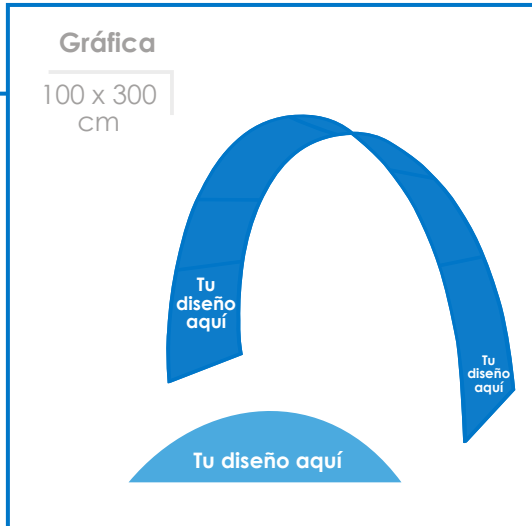 Gráfica
100 x 300
cm
Tu
diseño
aquí
Tu
diseño
aquí
Tu diseño aquí